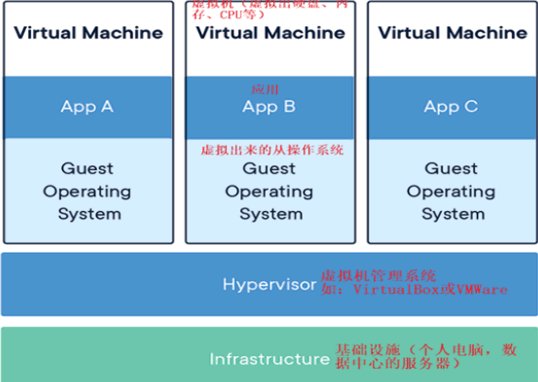 虚拟机（虚拟出硬盘、内
存、CPU等）
Virtual Machine
Virtual Machine
Virtual Machine
应用
App A
App B
App C
虚拟出来的从操作系统
Guest
Operating
System
Guest
Operating
System
Guest
Operating
System
Hypervisor
虚拟机管理系统
如：VirtualBox或VMWare
Infrastructure
基础设施（个人电脑，数
据中心的服务器）